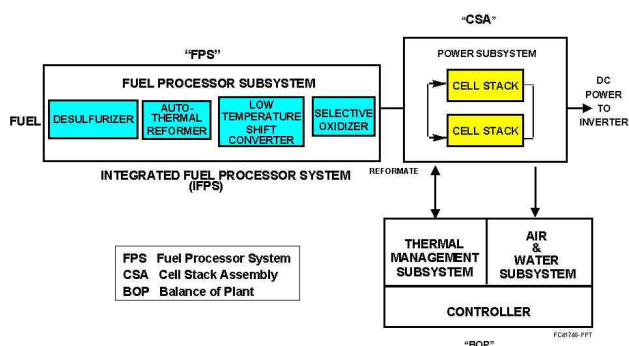 “CSA”
“FPS”
POWER SUBSYSTEM
FUEL PROCESSOR SUBSYSTEM
CELL STACK
DC
POWER
TO
INVERTER
FUEL
DESULFURIZER
AUTO-
THERMAL
REFORMER
LOW
TEMPERATURE
SHIFT
CONVERTER
SELECTIVE
OXIDIZER
CELL STACK
INTEGRATED FUEL PROCESSOR SYSTEM
(IFPS)
REFORMATE
THERMAL
MANAGEMENT
SUBSYSTEM
AIR
&
WATER
SUBSYSTEM
FPS Fuel Processor System
CSA Cell Stack Assembly
BOP Balance of Plant
CONTROLLER
FC41746-PPT
“BOP”